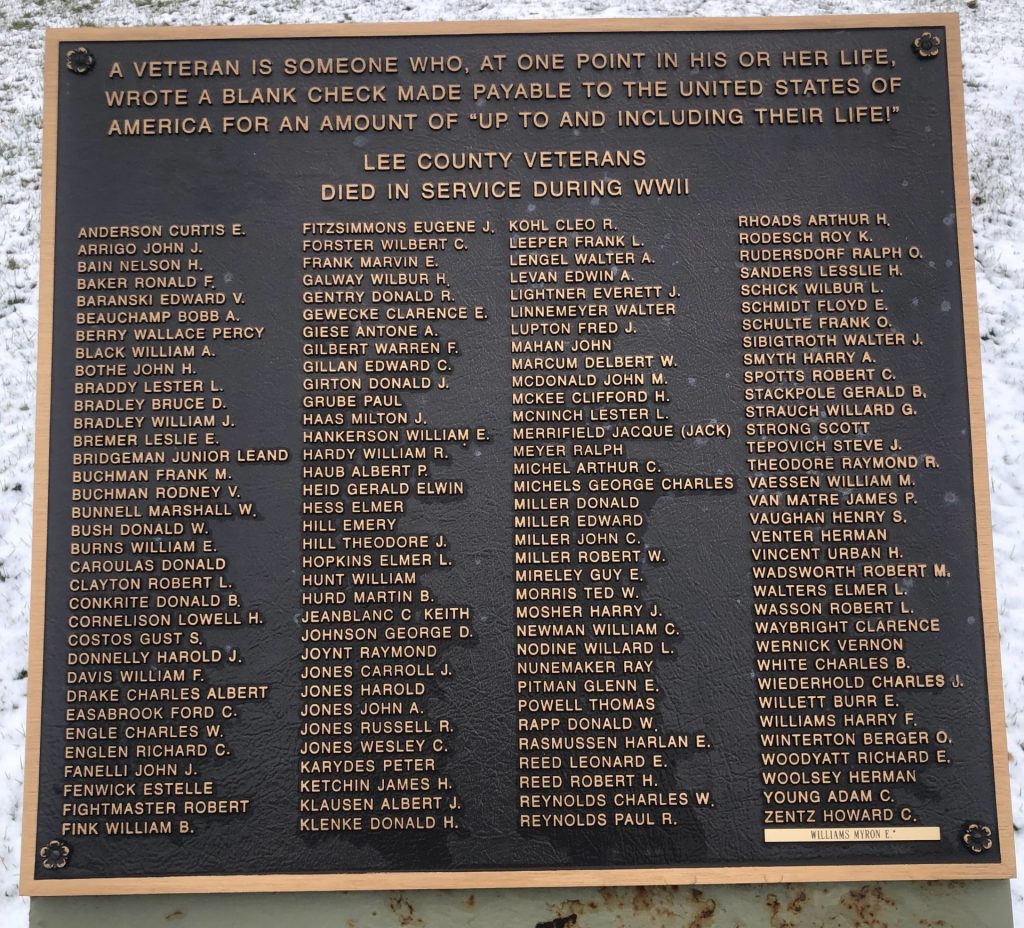 A VETERAN IS SOMEONE WHO, AT ONE POINT IN HIS OR HER LIFE,
WROTE A BLANK CHECK MADE PAYABLE TO THE UNITED STATES OF
AMERICA FOR AN AMOUNT OF “UP TO AND INCLUDING THEIR LIFE!”
LEE COUNTY VETERANS
DIED IN SERVICE DURING WWII
ANDERSON CURTIS E.
ARRIGO JOHN J.
BAIN NELSON H.
BAKER RONALD F.
BARANSKI EDWARD V.
BEAUCHAMP BOBB A.
BERRY WALLACE PERCY
BLACK WILLIAM A.
BOTHE JOHN H.
BRADDY LESTER L.
BRADLEY BRUCE D.
BRADLEY WILLIAM J.
BREMER LESLIE E.
BRIDGEMAN JUNIOR LEAND
BUCHMAN FRANK M.
BUCHMAN RODNEY V.
BUNNELL MARSHALL W.
BUSH DONALD W.
BURNS WILLIAM E.
CAROULAS DONALD
CLAYTON ROBERT L.
CONKRITE DONALD B.
CORNELISON LOWELL H.
COSTOS GUST S.
DONNELLY HAROLD J.
DAVIS WILLIAM F.
DRAKE CHARLES ALBERT
EASABROOK FORD C.
ENGLE CHARLES W.
ENGLEN RICHARD C.
FANELLI JOHN J.
FENWICK ESTELLE
FIGHTMASTER ROBERT
FINK WILLIAM B.
FITZSIMMONS EUGENE J.
FORSTER WILBERT C.
FRANK MARVIN E.
GALWAY WILBUR H.
GENTRY DONALD R.
GEWECKE CLARENCE E.
GIESE ANTONE A.
GILBERT WARREN F.
GILLAN EDWARD C.
GIRTON DONALD J.
GRUBE PAUL
HAAS MILTON J.
HANKERSON WILLIAM E.
HARDY WILLIAM R.
HAUB ALBERT P.
HEID GERALD ELWIN
HESS ELMER
HILL EMERY
HILL THEODORE J.
HOPKINS ELMER L.
HUNT WILLIAM
HURD MARTIN B.
JEANBLANC C KEITH
JOHNSON GEORGE D.
JOYNT RAYMOND
JONES CARROLL J.
JONES HAROLD
JONES JOHN A.
JONES RUSSELL R.
JONES WESLEY C.
KARYDES PETER
KETCHIN JAMES H.
KLAUSEN ALBERT J.
KLENKE DONALD H.
KOHL CLEO R.
LEEPER FRANK L.
LENGEL WALTER A.
LEVAN EDWIN A.
LIGHTNER EVERETT J.
LINNEMEYER WALTER
LUPTON FRED J.
MAHAN JOHN
MARCUM DELBERT W.
MCDONALD JOHN M.
MCKEE CLIFFORD H.
MCNINCH LESTER L.
MERRIFIELD JACQUE (JACK)
MEYER RALPH
MICHEL ARTHUR C.
MICHELS GEORGE CHARLES
MILLER DONALD
MILLER EDWARD
MILLER JOHN C.
MILLER ROBERT W.
MIRELEY GUY E.
MORRIS TED W.
MOSHER HARRY J.
NEWMAN WILLIAM C.
NODINE WILLARD L.
NUNEMAKER RAY
PITMAN GLENN E.
POWELL THOMAS
RAPP DONALD W.
RASMUSSEN HARLAN E.
REED LEONARD E.
REED ROBERT H.
REYNOLDS CHARLES W.
REYNOLDS PAUL R.
RHOADS ARTHUR H.
RODESCH ROY K.
RUDERSDORF RALPH O.
SANDERS LESSLIE H.
SCHICK WILBUR L.
SCHMIDT FLOYD E.
SCHULTE FRANK O.
SIBIGTROTH WALTER J.
SMYTH HARRY A.
SPOTTS ROBERT C.
STACKPOLE GERALD B.
STRAUCH WILLARD G.
STRONG SCOTT
TEPOVICH STEVE J.
THEODORE RAYMOND R.
VAESSEN WILLIAM M.
VAN MATRE JAMES P.
VAUGHAN HENRY S.
VENTER HERMAN
VINCENT URBAN H.
WADSWORTH ROBERT M.
WALTERS ELMER L.
WASSON ROBERT L.
WAYBRIGHT CLARENCE
WERNICK VERNON
WHITE CHARLES B.
WIEDERHOLD CHARLES J.
WILLETT BURR E.
WILLIAMS HARRY F.
WINTERTON BERGER O.
WOODYATT RICHARD E.
WOOLSEY HERMAN
YOUNG ADAM C.
ZENTZ HOWARD C.
WILLIAMS MYRON E.*